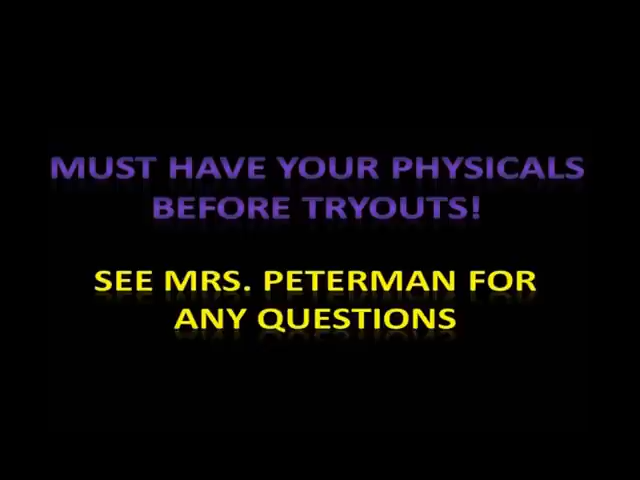 MUST HAVE YOUR PHYSICALS
BEFORE TRYOUTS!
SEE MRS. PETERMAN FOR
ANY QUESTIONS